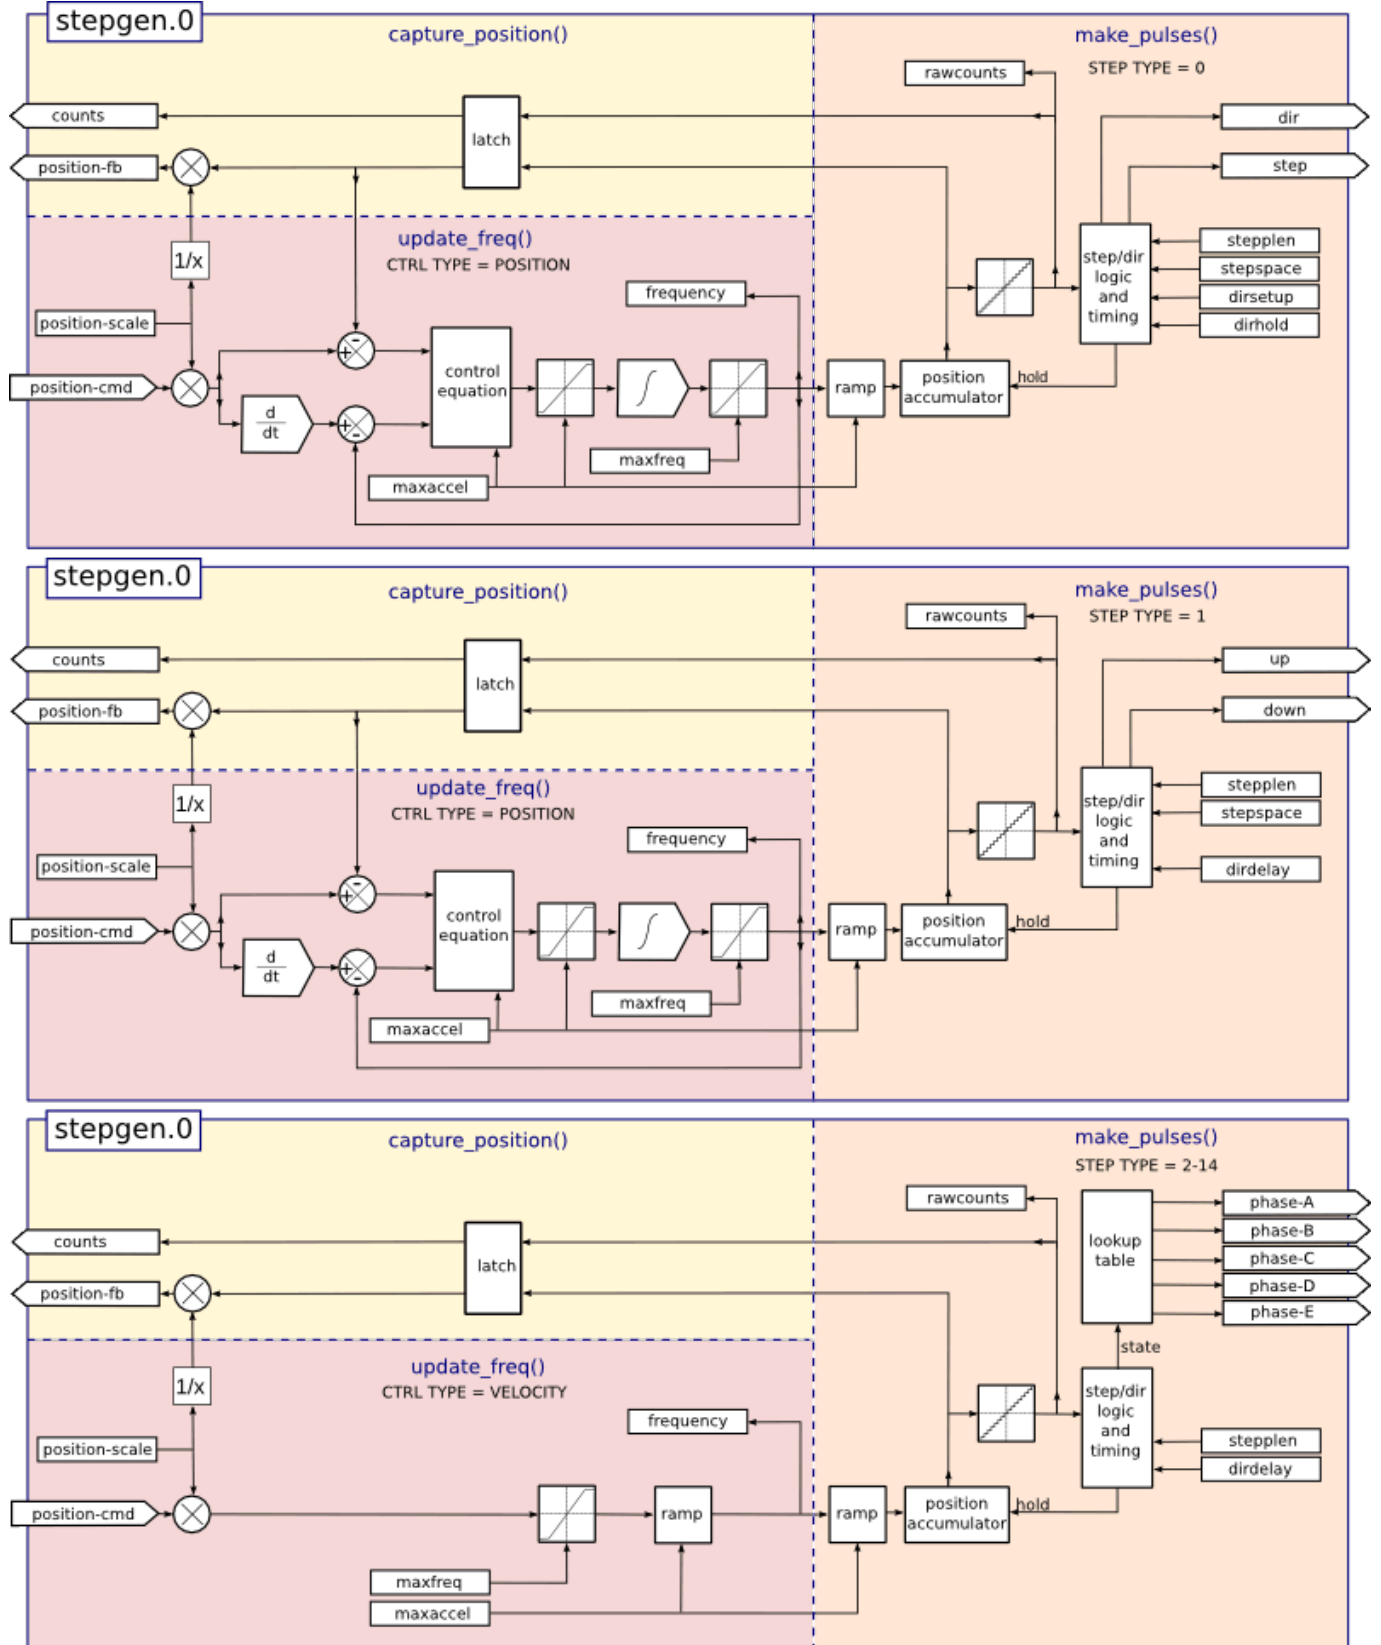 stepgen.0
capture_position()
make_pulses()
STEP TYPE = 0
rawcounts
counts
latch
dir
position-fb
step
update_freq()
CTRL TYPE = POSITION
1/x
frequency
position-scale
step/dir
logic
and
timing
stepplen
stepspace
dirsetup
dirhold
position-cmd
d
dt
+
-
+
-
control
equation
∫
ramp
position
accumulator
hold
maxfreq
maxaccel
stepgen.0
capture_position()
make_pulses()
STEP TYPE = 1
rawcounts
counts
latch
up
position-fb
down
update_freq()
CTRL TYPE = POSITION
1/x
frequency
position-scale
step/dir
logic
and
timing
stepplen
stepspace
dirdelay
position-cmd
d
dt
+
-
+
-
control
equation
∫
ramp
position
accumulator
hold
maxfreq
maxaccel
stepgen.0
capture_position()
make_pulses()
STEP TYPE = 2-14
rawcounts
counts
latch
lookup
table
phase-A
phase-B
phase-C
phase-D
phase-E
position-fb
state
update_freq()
CTRL TYPE = VELOCITY
1/x
frequency
position-scale
step/dir
logic
and
timing
stepplen
dirdelay
position-cmd
ramp
ramp
position
accumulator
hold
maxfreq
maxaccel